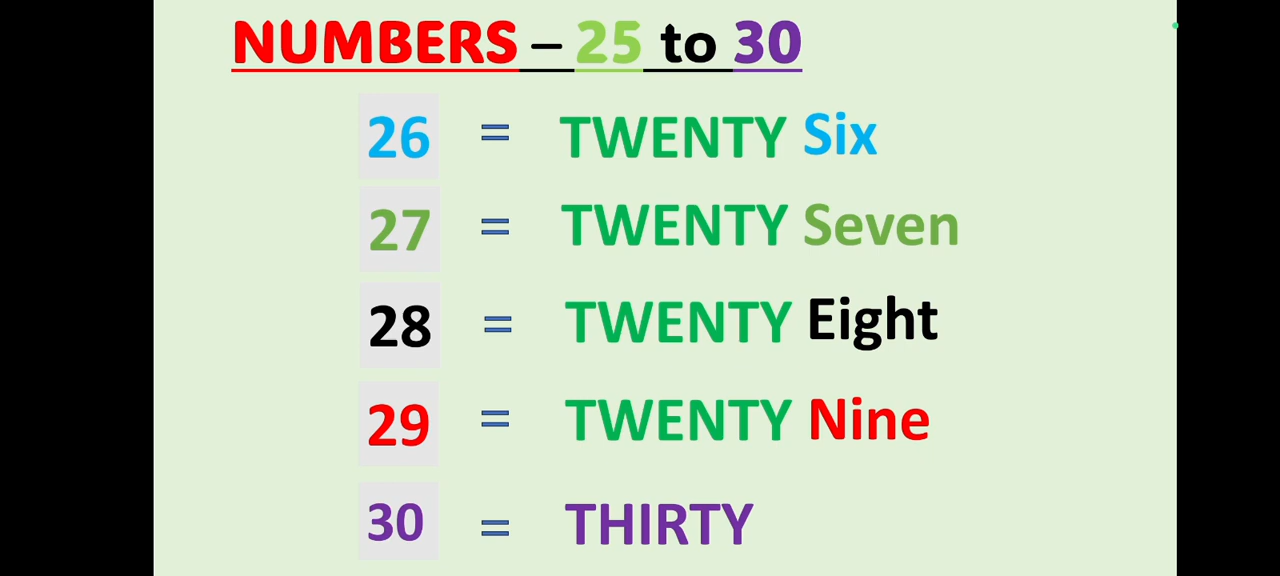 NUMBERS – 25 to 30
26 = TWENTY Six
27 = TWENTY Seven
28 = TWENTY Eight
29 = TWENTY Nine
30 = THIRTY